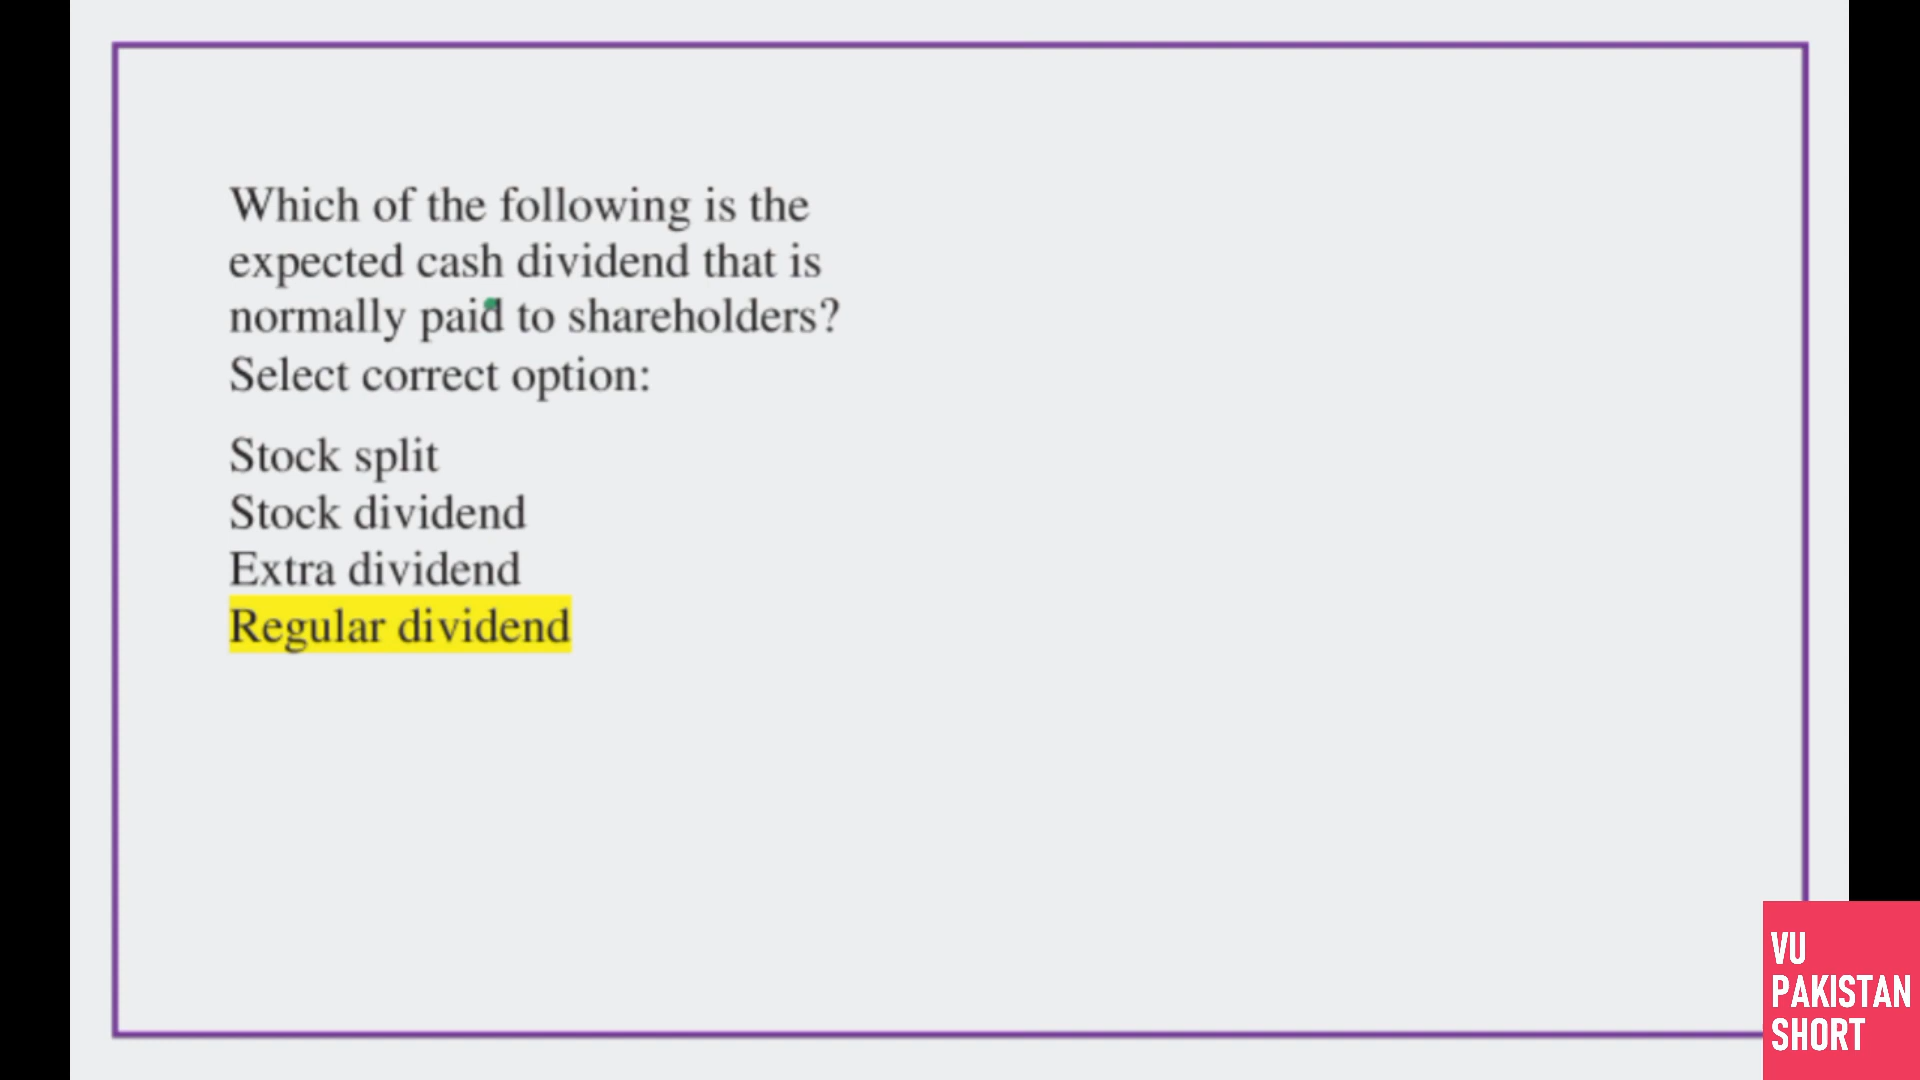 Which of the following is the
expected cash dividend that is
normally paid to shareholders?
Select correct option:
Stock split
Stock dividend
Extra dividend
Regular dividend
VU
PAKISTAN
SHORT